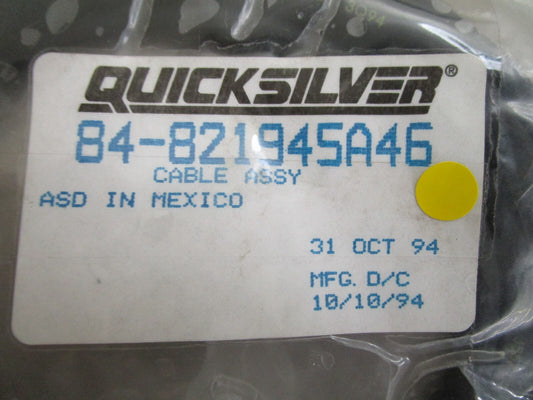 QUICKSILVER®
84-821945A46
CABLE ASSY
ASD IN MEXICO
31 OCT 94
MFG. D/C
10/10/94